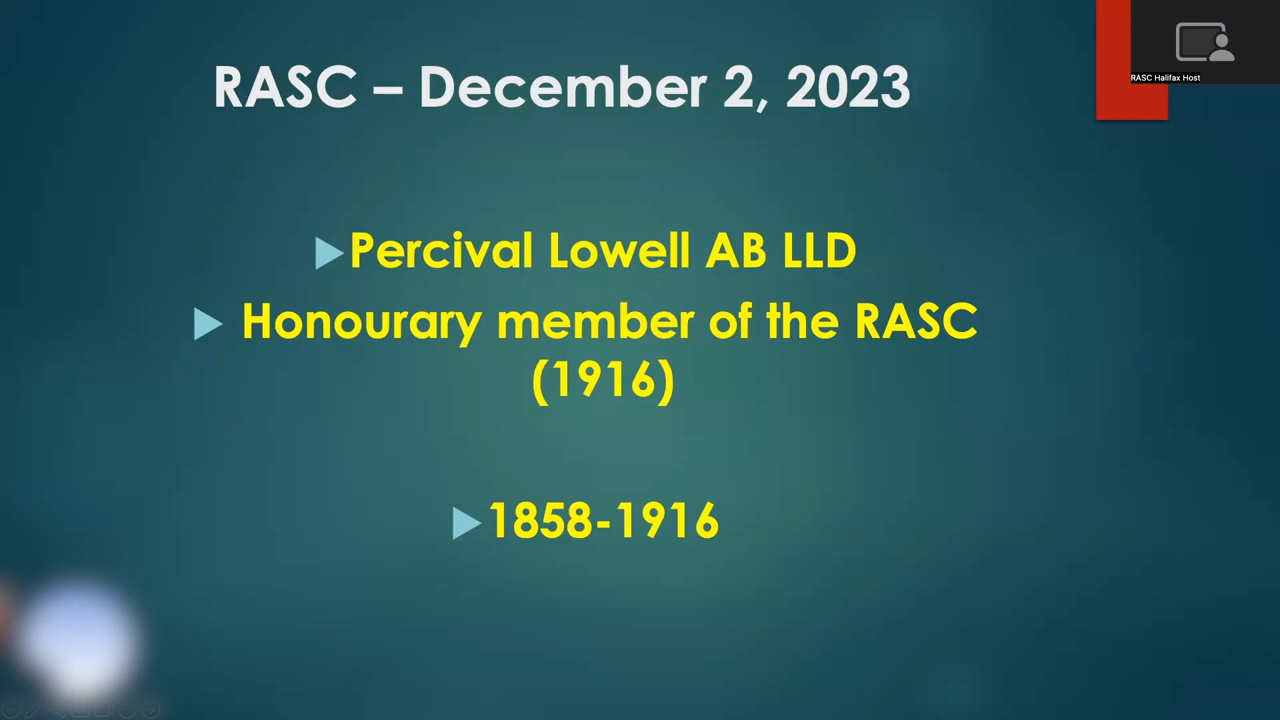 RASC – December 2, 2023
RASC Halifax Host
Percival Lowell AB LLD
Honourary member of the RASC
(1916)
1858-1916